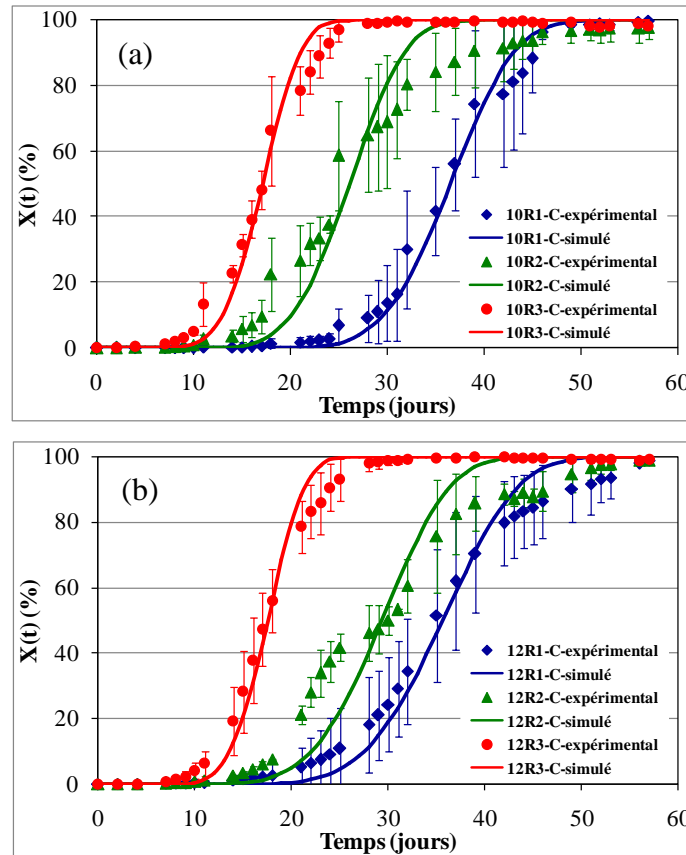 (a)
X(t) (%)
100
80
60
40
20
0
10R1-C-expérimental
10R1-C-simulé
10R2-C-expérimental
10R2-C-simulé
10R3-C-expérimental
10R3-C-simulé
0 10 20 30 40 50 60
Temps (jours)
(b)
X(t) (%)
100
80
60
40
20
0
12R1-C-expérimental
12R1-C-simulé
12R2-C-expérimental
12R2-C-simulé
12R3-C-expérimental
12R3-C-simulé
0 10 20 30 40 50 60
Temps (jours)